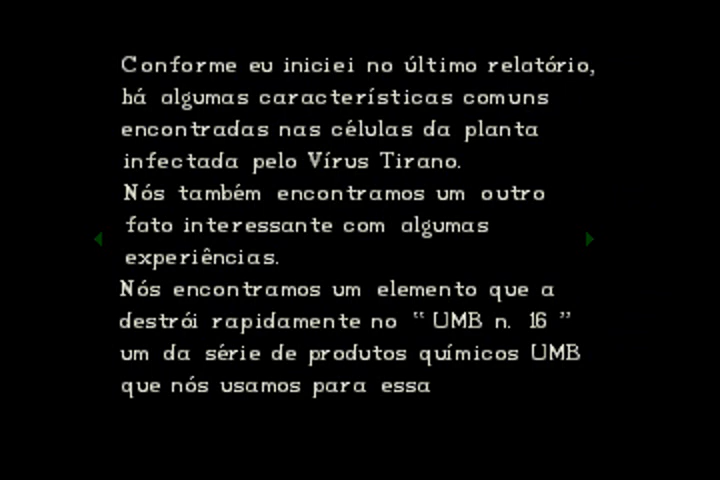 Conforme eu iniciei no último relatório,
há algumas características comuns
encontradas nas células da planta
infectada pelo Vírus Tirano.
Nós também encontramos um outro
fato interessante com algumas
experiências.
Nós encontramos um elemento que a
destrói rapidamente no “ UMB n. 16 ”
um da série de produtos químicos UMB
que nós usamos para essa